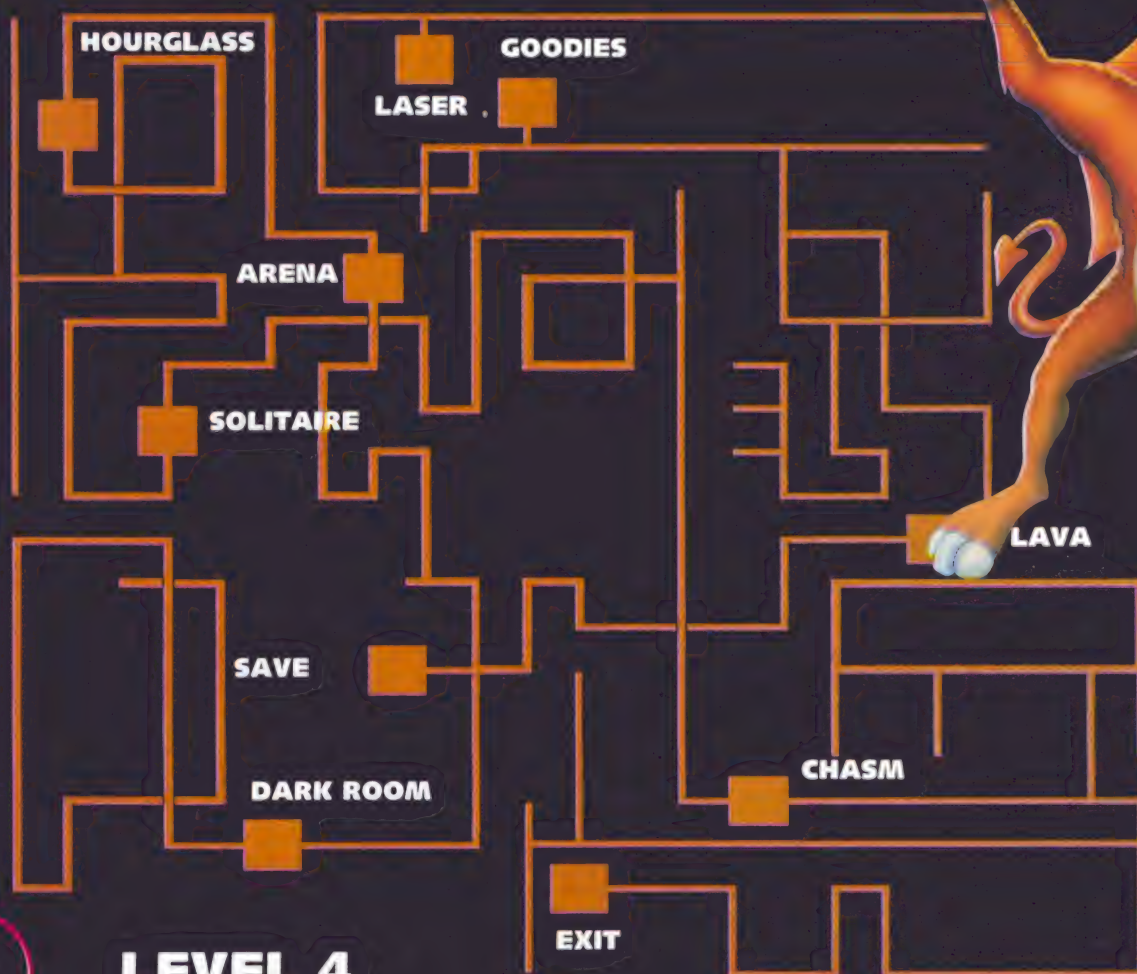 HOURGLASS
GOODIES
LASER
ARENA
SOLITAIRE
LAVA
SAVE
CHASM
DARK ROOM
EXIT
LEVEL 4